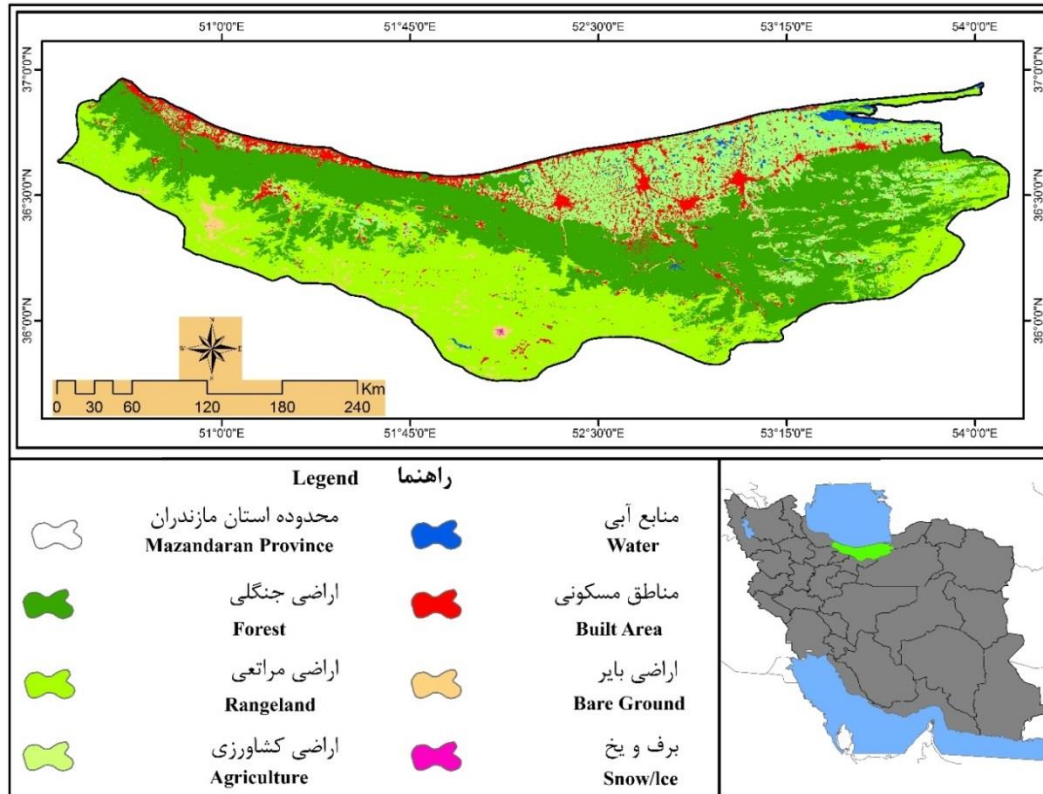 51°0'0"E 51°45'0"E 52°30'0"E 53°15'0"E 54°0'0"E
37°0'0"N 37°0'0"N
36°30'0"N 36°30'0"N
36°0'0"N 36°0'0"N
N
W E
S
Km
0 30 60 120 180 240
51°0'0"E 51°45'0"E 52°30'0"E 53°15'0"E 54°0'0"E
Legend راهنما
محدوده استان مازندران
Mazandaran Province
منابع آبی
Water
اراضی جنگلی
Forest
مناطق مسکونی
Built Area
اراضی مراتعی
Rangeland
اراضی بایر
Bare Ground
اراضی کشاورزی
Agriculture
برف و یخ
Snow/Ice